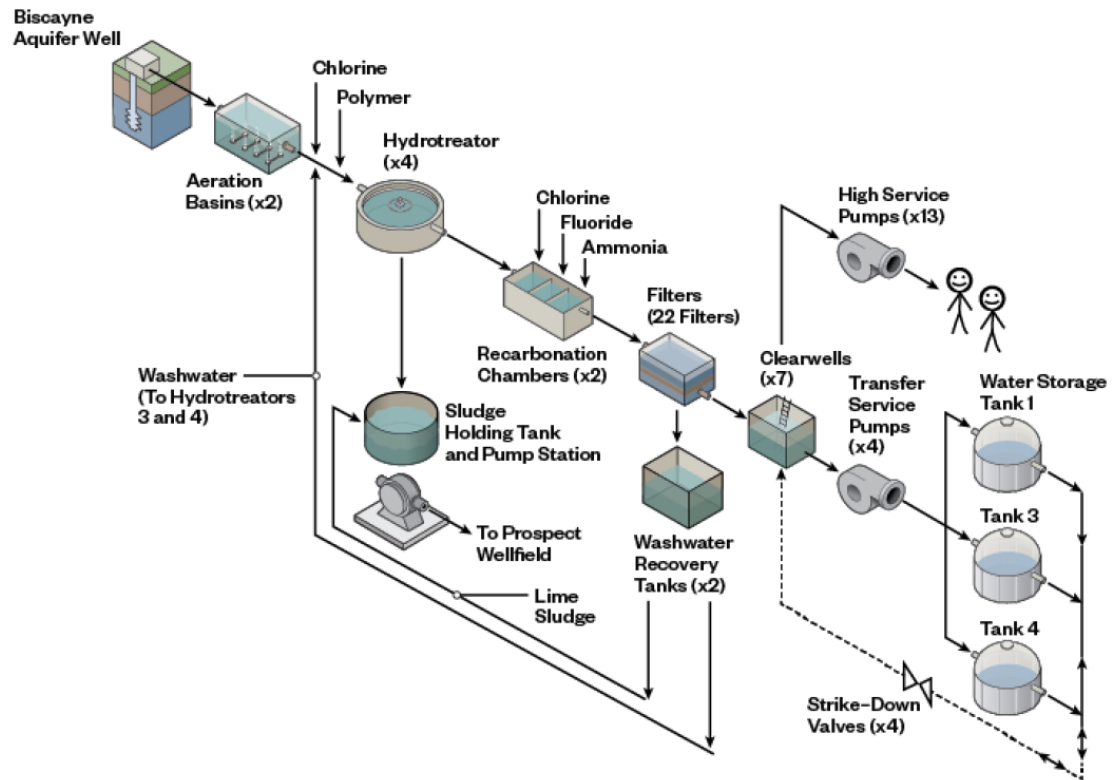 Biscayne
Aquifer Well
Chlorine
Polymer
Hydrotreator
(x4)
Aeration
Basins (x2)
Chlorine
Fluoride
Ammonia
High Service
Pumps (x13)
Filters
(22 Filters)
Recarbonation
Chambers (x2)
Clearwells
(x7)
Washwater
(To Hydrotreators
3 and 4)
Transfer
Service
Pumps
(x4)
Water Storage
Tank 1
Sludge
Holding Tank
and Pump Station
To Prospect
Wellfield
Washwater
Recovery
Tanks (x2)
Tank 3
Lime
Sludge
Tank 4
Strike–Down
Valves (x4)